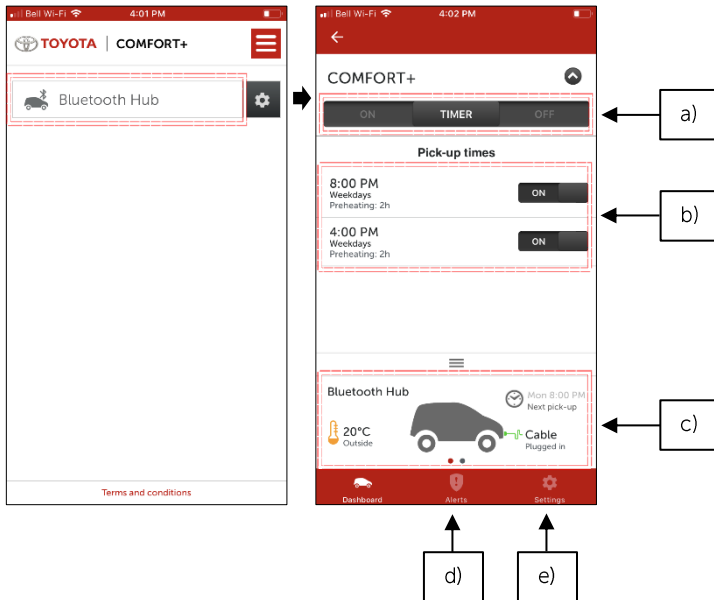 Bell Wi-Fi 4:01 PM
TOYOTA | COMFORT+
Bluetooth Hub
Terms and conditions
Bell Wi-Fi 4:02 PM
COMFORT+
ON TIMER OFF
Pick-up times
8:00 PM
Weekdays
Preheating: 2h
ON
4:00 PM
Weekdays
Preheating: 2h
ON
Bluetooth Hub
Mon 8:00 PM
Next pick-up
20°C
Outside
Cable
Plugged in
Dashboard Alerts Settings
a)
b)
c)
d)
e)